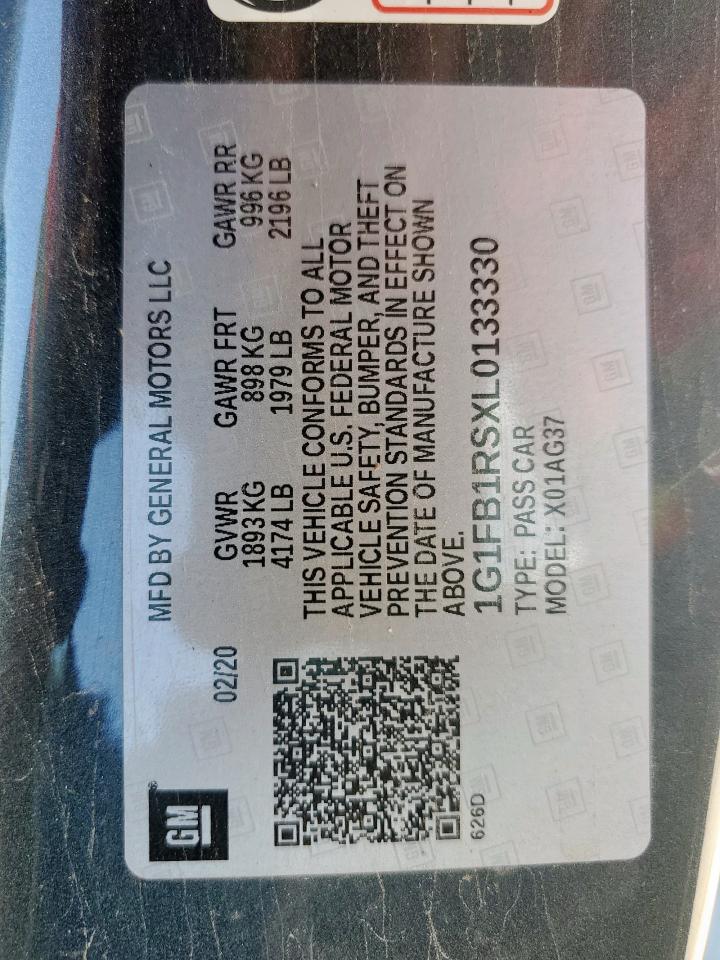 GM
MFD BY GENERAL MOTORS LLC
02/20
GVWR GAWR FRT GAWR RR
1893 KG 898 KG 996 KG
4174 LB 1979 LB 2196 LB
THIS VEHICLE CONFORMS TO ALL
APPLICABLE U.S. FEDERAL MOTOR
VEHICLE SAFETY, BUMPER, AND THEFT
PREVENTION STANDARDS IN EFFECT ON
THE DATE OF MANUFACTURE SHOWN
ABOVE.
1G1FB1RSXL0133330
TYPE: PASS CAR
MODEL: X01AG37
626D